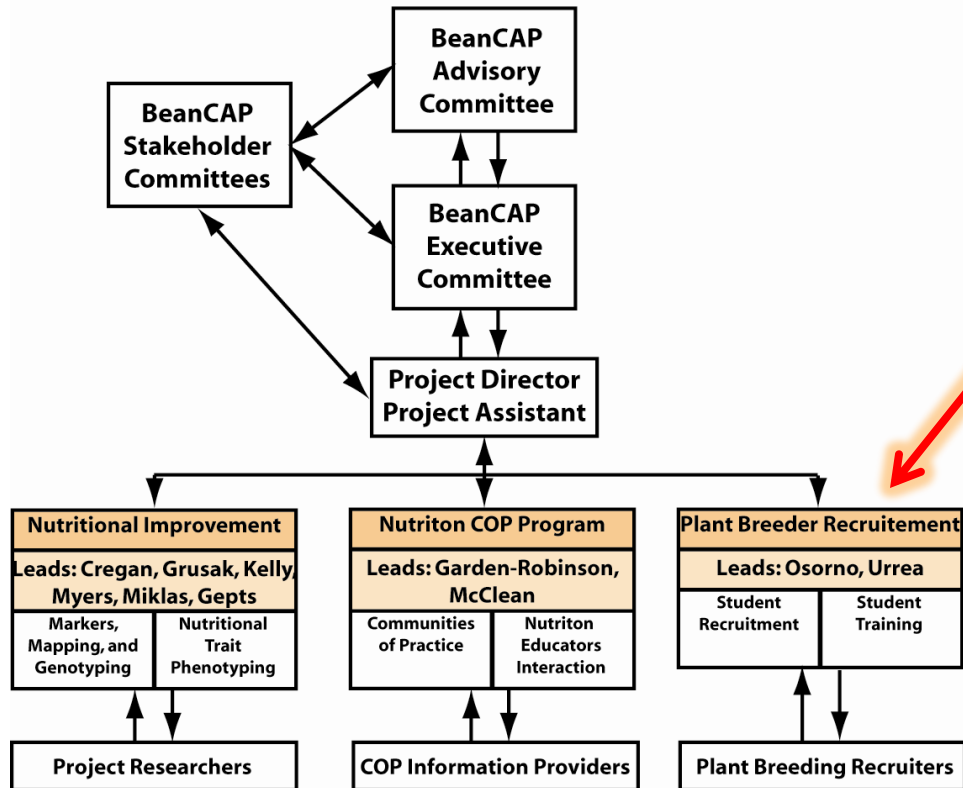 BeanCAP
Advisory
Committee
BeanCAP
Stakeholder
Committees
BeanCAP
Executive
Committee
Project Director
Project Assistant
Nutritional Improvement
Leads: Cregan, Grusak, Kelly,
Myers, Miklas, Gepts
Markers,
Mapping, and
Genotyping
Nutritional
Trait
Phenotyping
Project Researchers
Nutriton COP Program
Leads: Garden-Robinson,
McClean
Communities
of Practice
Nutriton
Educators
Interaction
COP Information Providers
Plant Breeder Recruitement
Leads: Osorno, Urrea
Student
Recruitment
Student
Training
Plant Breeding Recruiters